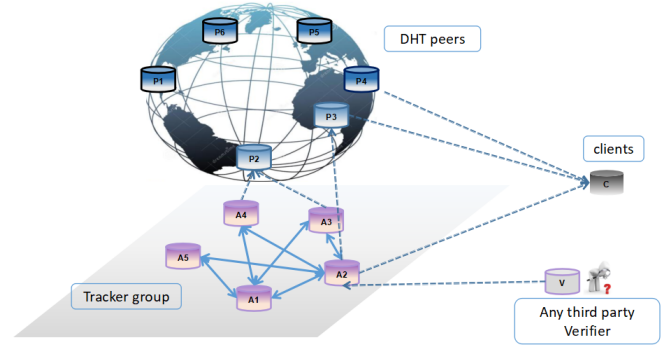 P6
P5
DHT peers
P1
P4
P3
P2
clients
C
A4
A3
A5
A2
A1
Tracker group
V
?
Any third party
Verifier